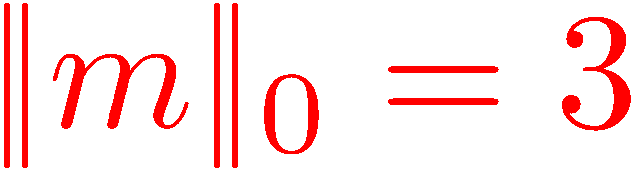 ‖m‖₀ = 3